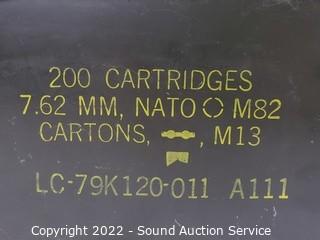 200 CARTRIDGES
7.62 MM, NATO M82
CARTONS, , M13
LC-79K120-011 A111
Copyright 2022 - Sound Auction Service